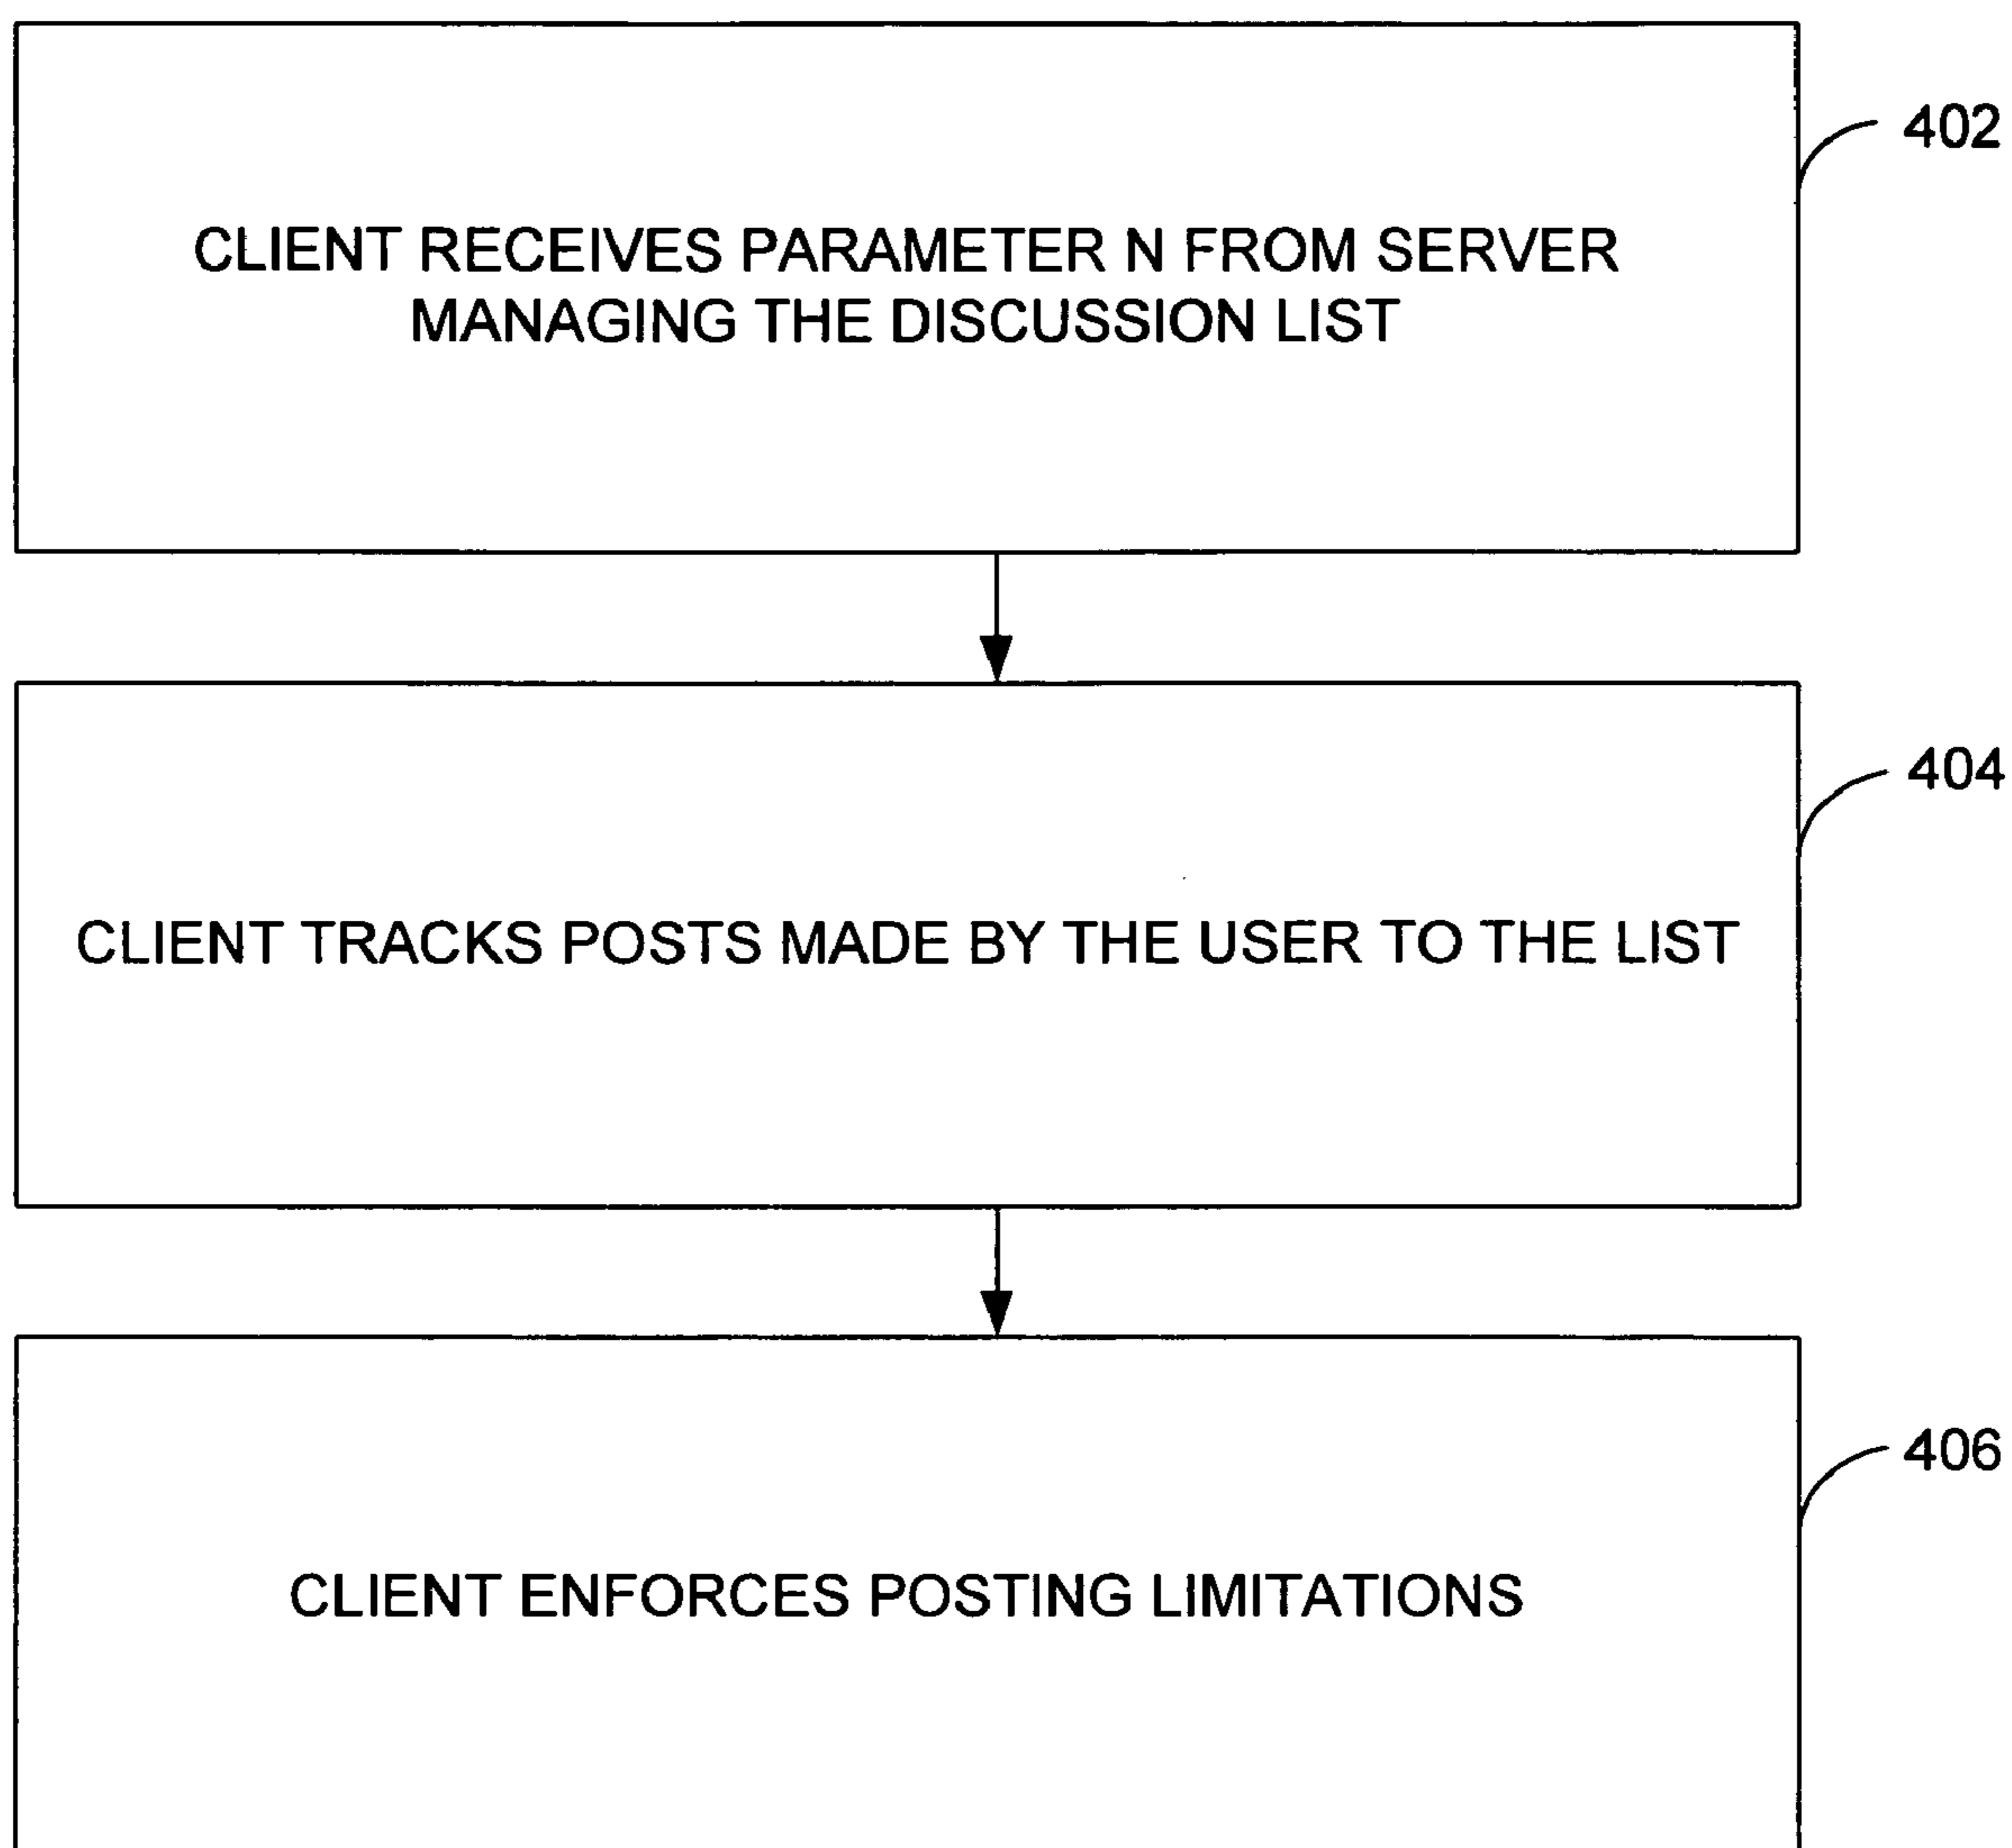 402
CLIENT RECEIVES PARAMETER N FROM SERVER
MANAGING THE DISCUSSION LIST
404
CLIENT TRACKS POSTS MADE BY THE USER TO THE LIST
406
CLIENT ENFORCES POSTING LIMITATIONS